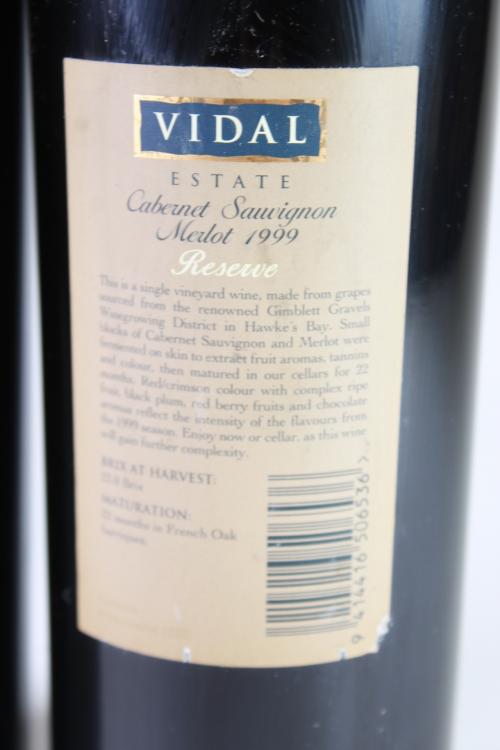 VIDAL
ESTATE
Cabernet Sauvignon
Merlot 1999
Reserve
This is a single vineyard wine, made from grapes
sourced from the renowned Gimblett Gravels
Winegrowing District in Hawke's Bay. Small
blocks of Cabernet Sauvignon and Merlot were
fermented on skin to extract fruit aromas, tannins
and colour, then matured in our cellars for 22
months. Red/crimson colour with complex ripe
fruit, black plum, red berry fruits and chocolate
aromas reflect the intensity of the flavours from
the 1999 season. Enjoy now or cellar, as this wine
will gain further complexity.
BRIX AT HARVEST:
Brix
MATURATION:
22 months in French Oak
barriques.
9 414416 506536 >